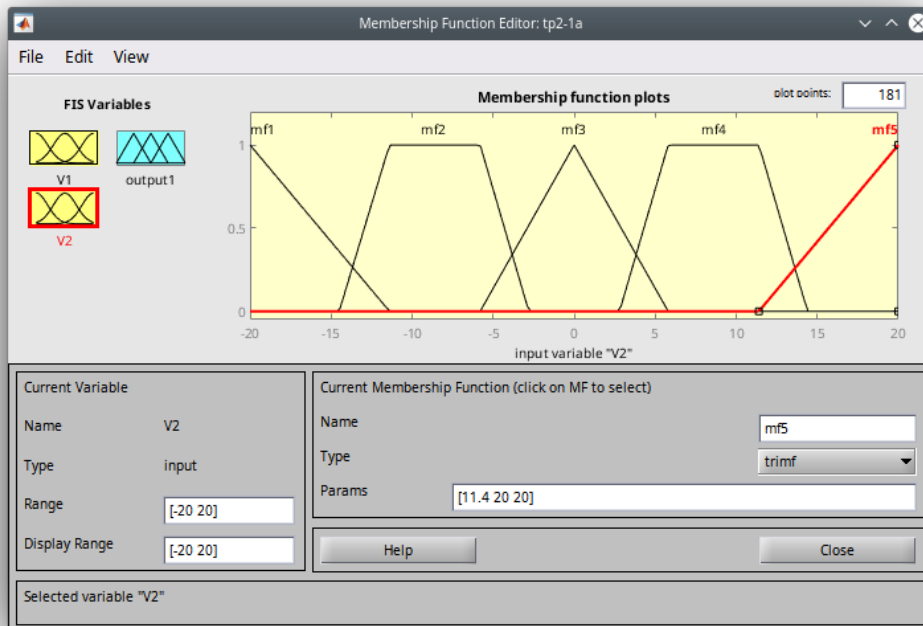 Membership Function Editor: tp2-1a
File Edit View
FIS Variables
V1
output1
V2
Membership function plots
plot points:
181
mf1
mf2
mf3
mf4
mf5
1
0.5
0
-20
-15
-10
-5
0
5
10
15
20
input variable "V2"
Current Variable
Name V2
Type input
Range [-20 20]
Display Range [-20 20]
Current Membership Function (click on MF to select)
Name mf5
Type trimf
Params [11.4 20 20]
Help
Close
Selected variable "V2"